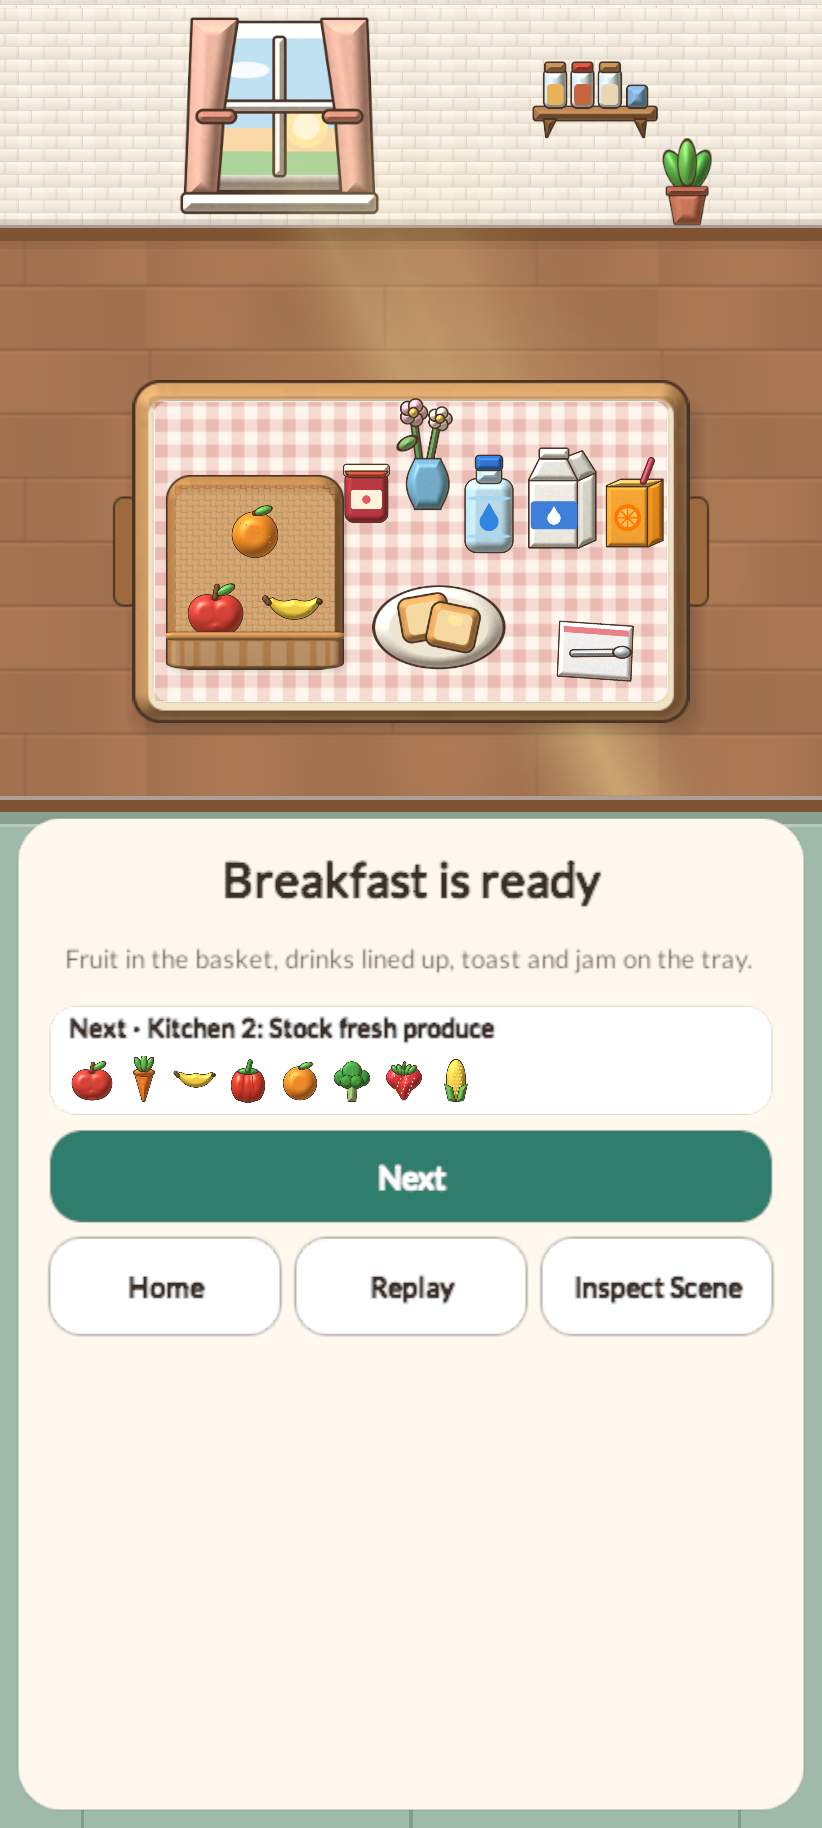 Breakfast is ready
Fruit in the basket, drinks lined up, toast and jam on the tray.
Next · Kitchen 2: Stock fresh produce
Next
Home
Replay
Inspect Scene